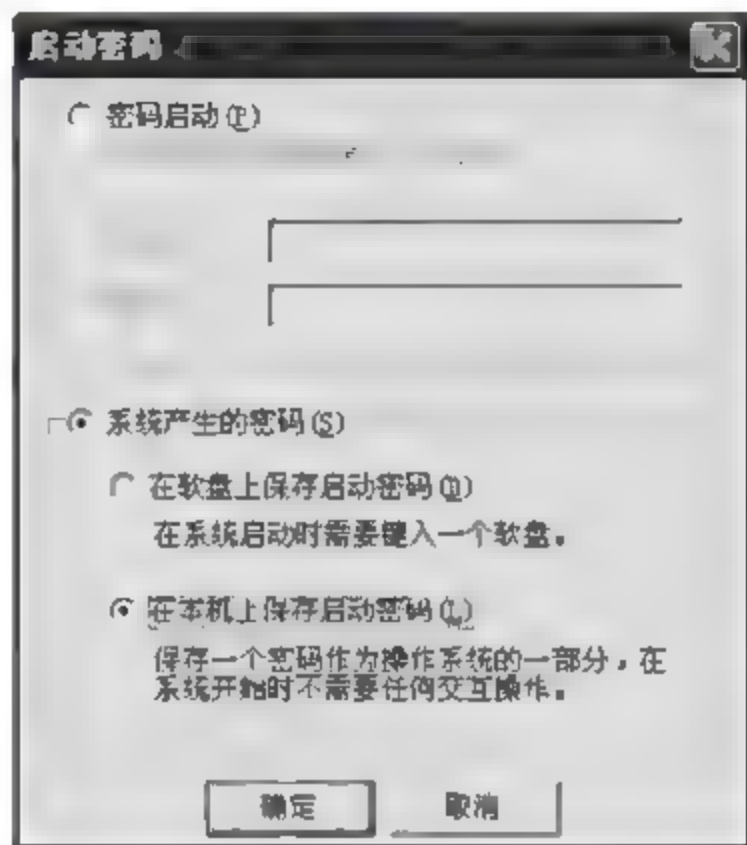 启动密码
密码启动(P)
系统产生的密码(S)
在软盘上保存启动密码(D)
在系统启动时需要键入一个软盘。
在本机上保存启动密码(L)
保存一个密码作为操作系统的一部分，在
系统开始时不需要任何交互操作。
确定
取消